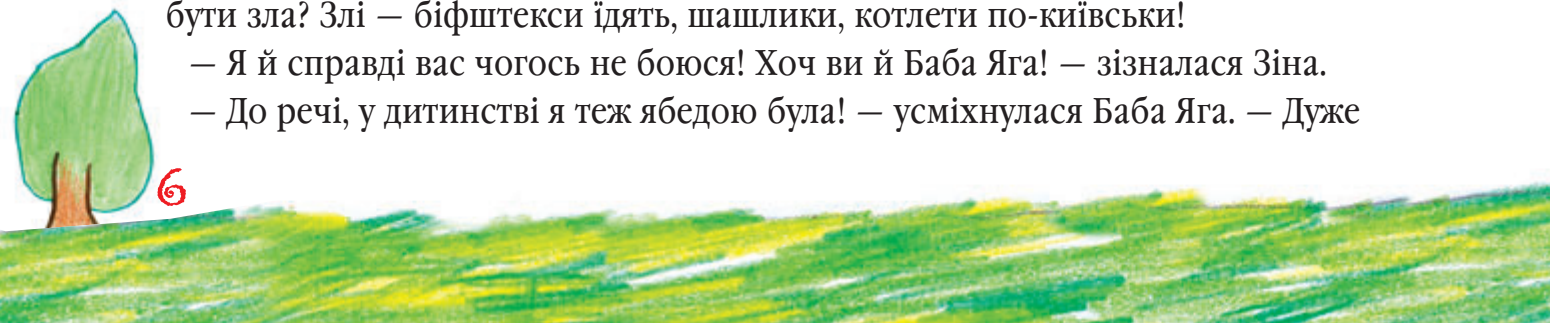 бути зла? Злі — біфштекси їдять, шашлики, котлети по-київськи!
— Я й справді вас чогось не боюся! Хоч ви й Баба Яга! — зізналася Зіна.
— До речі, у дитинстві я теж ябедою була! — усміхнулася Баба Яга. — Дуже
6